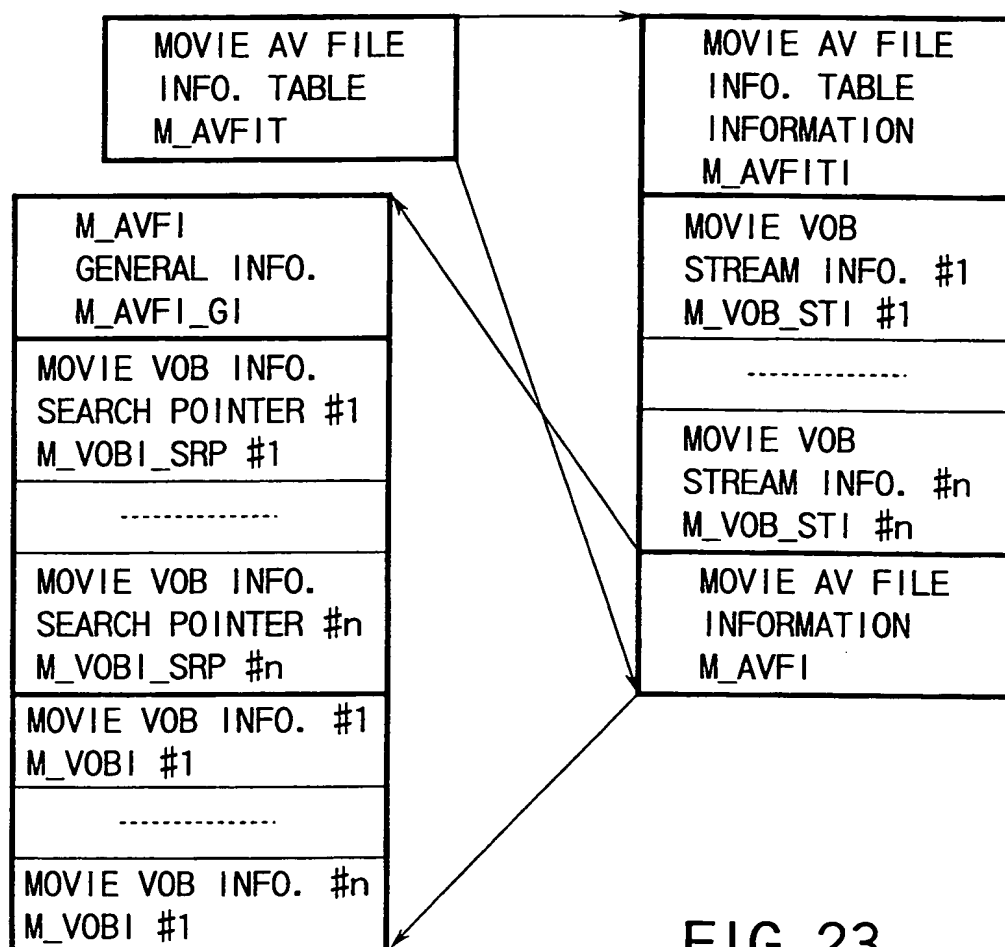 MOVIE AV FILE
INFO. TABLE
M_AVFIT
MOVIE AV FILE
INFO. TABLE
INFORMATION
M_AVFITI
MOVIE VOB
STREAM INFO. #1
M_VOB_STI #1
--------------
MOVIE VOB
STREAM INFO. #n
M_VOB_STI #n
MOVIE AV FILE
INFORMATION
M_AVFI
M_AVFI
GENERAL INFO.
M_AVFI_GI
MOVIE VOB INFO.
SEARCH POINTER #1
M_VOBI_SRP #1
--------------
MOVIE VOB INFO.
SEARCH POINTER #n
M_VOBI_SRP #n
MOVIE VOB INFO. #1
M_VOBI #1
--------------
MOVIE VOB INFO. #n
M_VOBI #1
FIG. 23